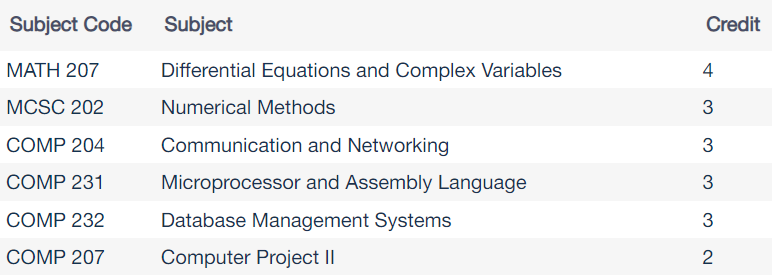 Subject Code Subject Credit
MATH 207 Differential Equations and Complex Variables 4
MCSC 202 Numerical Methods 3
COMP 204 Communication and Networking 3
COMP 231 Microprocessor and Assembly Language 3
COMP 232 Database Management Systems 3
COMP 207 Computer Project II 2